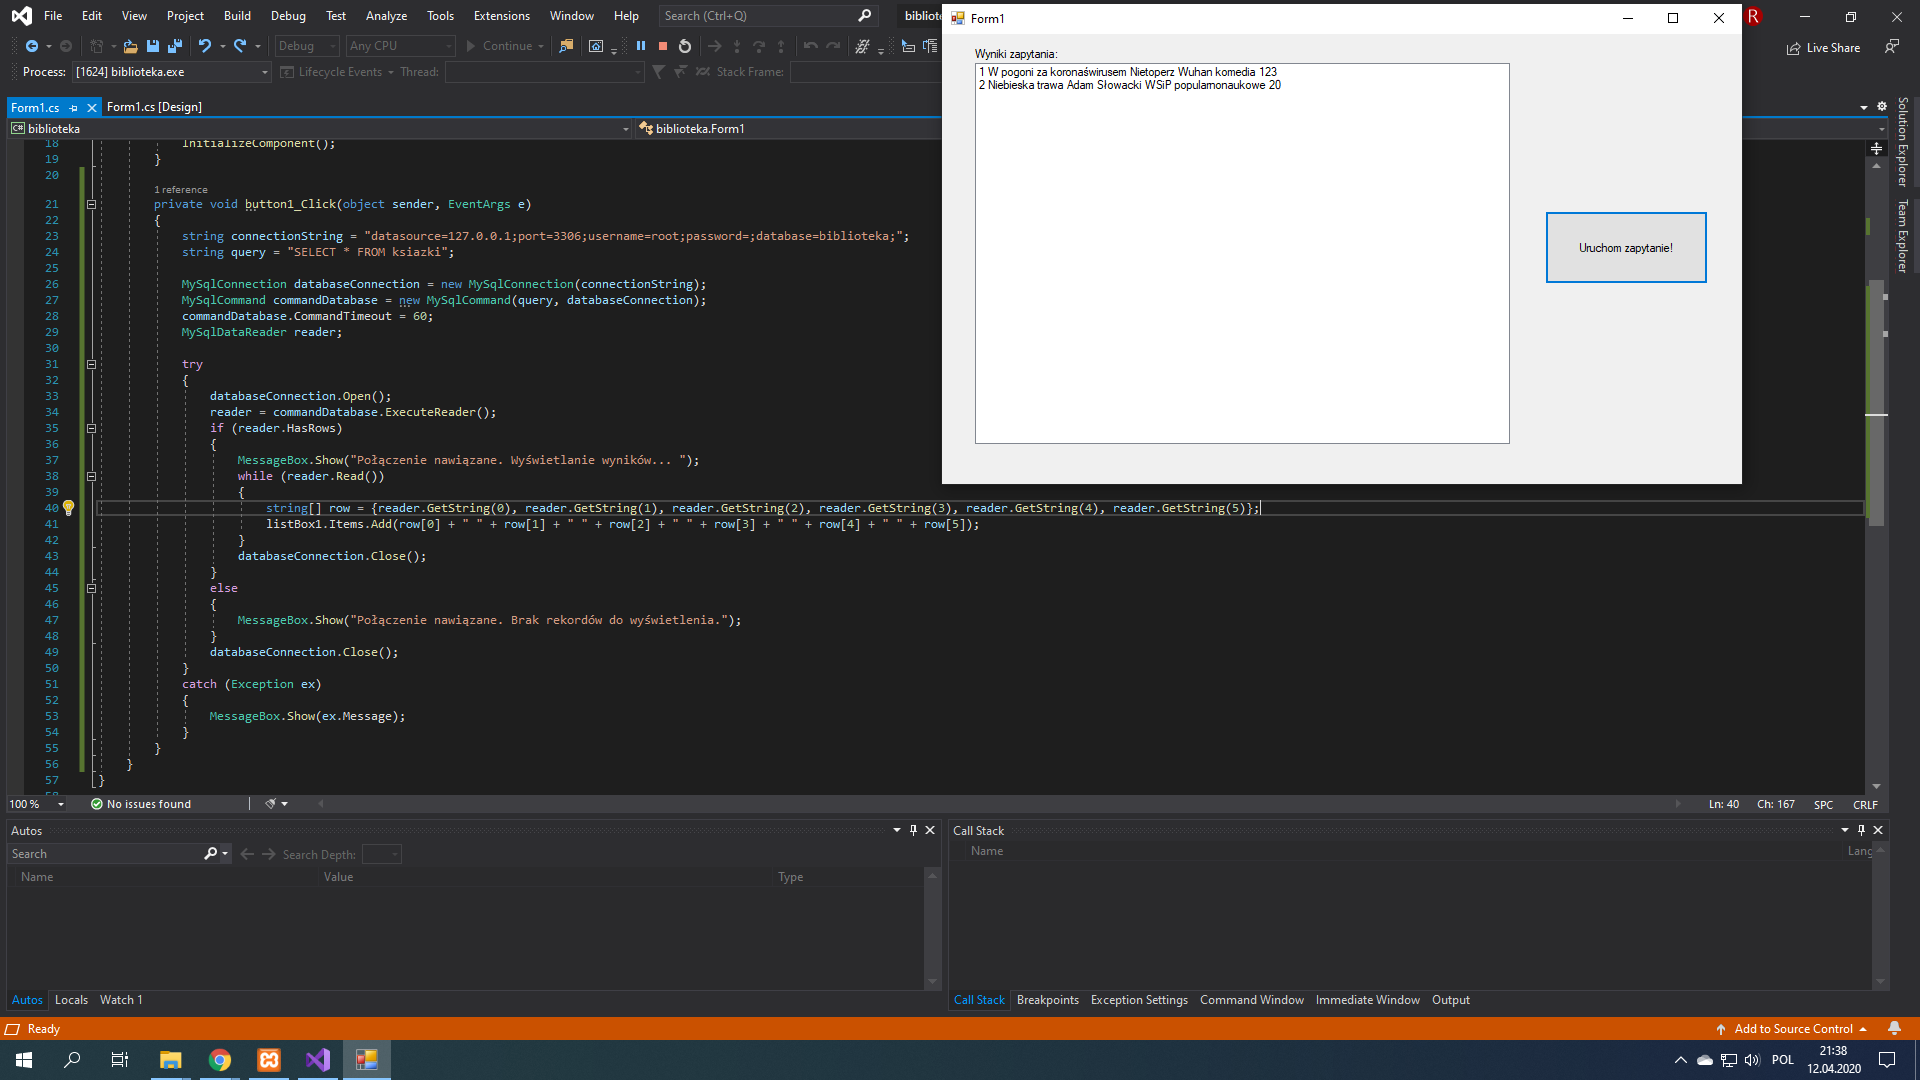 File Edit View Project Build Debug Test Analyze Tools Extensions Window Help Search (Ctrl+Q)
R
Debug Any CPU Continue
Live Share
Process: [1624] biblioteka.exe Lifecycle Events Thread: Stack Frame:
Form1.cs Form1.cs [Design]
C# biblioteka biblioteka.Form1
18 InitializeComponent();
19 }
20
1 reference
21 private void button1_Click(object sender, EventArgs e)
22 {
23 string connectionString = "datasource=127.0.0.1;port=3306;username=root;password=;database=biblioteka;";
24 string query = "SELECT * FROM ksiazki";
25
26 MySqlConnection databaseConnection = new MySqlConnection(connectionString);
27 MySqlCommand commandDatabase = new MySqlCommand(query, databaseConnection);
28 commandDatabase.CommandTimeout = 60;
29 MySqlDataReader reader;
30
31 try
32 {
33 databaseConnection.Open();
34 reader = commandDatabase.ExecuteReader();
35 if (reader.HasRows)
36 {
37 MessageBox.Show("Połączenie nawiązane. Wyświetlanie wyników... ");
38 while (reader.Read())
39 {
40 string[] row = {reader.GetString(0), reader.GetString(1), reader.GetString(2), reader.GetString(3), reader.GetString(4), reader.GetString(5)};
41 listBox1.Items.Add(row[0] + " " + row[1] + " " + row[2] + " " + row[3] + " " + row[4] + " " + row[5]);
42 }
43 databaseConnection.Close();
44 }
45 else
46 {
47 MessageBox.Show("Połączenie nawiązane. Brak rekordów do wyświetlenia.");
48 }
49 databaseConnection.Close();
50 }
51 catch (Exception ex)
52 {
53 MessageBox.Show(ex.Message);
54 }
55 }
56 }
57 }
Form1
Wyniki zapytania:
1 W pogoni za koronaświrusem Nietoperz Wuhan komedia 123
2 Niebieska trawa Adam Słowacki WSiP popularnonaukowe 20
Uruchom zapytanie!
Solution Explorer
Team Explorer
100 % No issues found Ln: 40 Ch: 167 SPC CRLF
Autos
Search Search Depth:
Name Value Type
Autos Locals Watch 1
Call Stack
Name Lang
Call Stack Breakpoints Exception Settings Command Window Immediate Window Output
Ready Add to Source Control
POL
21:38
12.04.2020